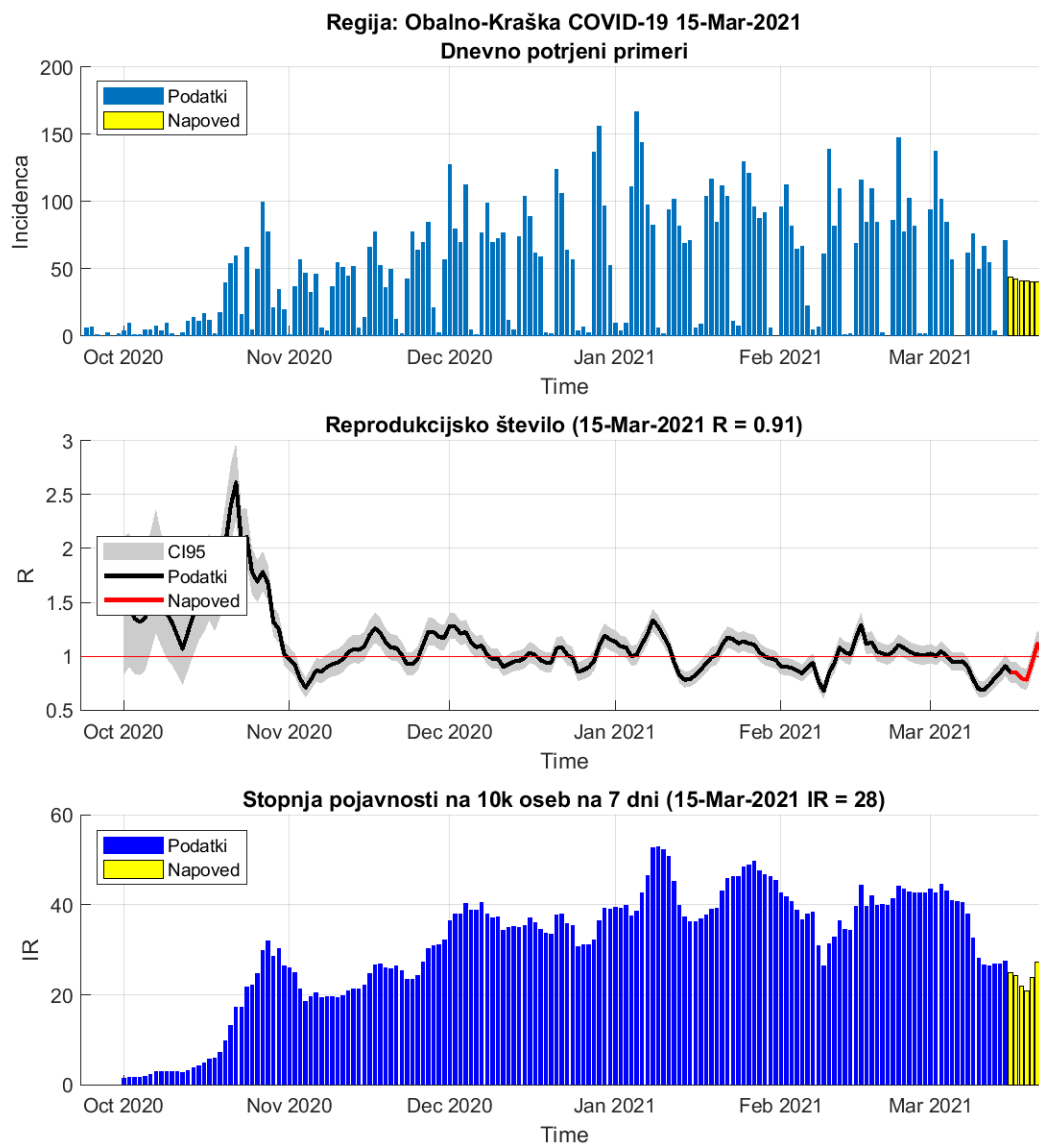 Regija: Obalno-Kraška COVID-19 15-Mar-2021
Dnevno potrjeni primeri
200
150
100
50
0
Incidenca
Podatki
Napoved
Oct 2020 Nov 2020 Dec 2020 Jan 2021 Feb 2021 Mar 2021
Time
Reprodukcijsko število (15-Mar-2021 R = 0.91)
3
2.5
2
1.5
1
0.5
R
CI95
Podatki
Napoved
Oct 2020 Nov 2020 Dec 2020 Jan 2021 Feb 2021 Mar 2021
Time
Stopnja pojavnosti na 10k oseb na 7 dni (15-Mar-2021 IR = 28)
60
40
20
0
IR
Podatki
Napoved
Oct 2020 Nov 2020 Dec 2020 Jan 2021 Feb 2021 Mar 2021
Time